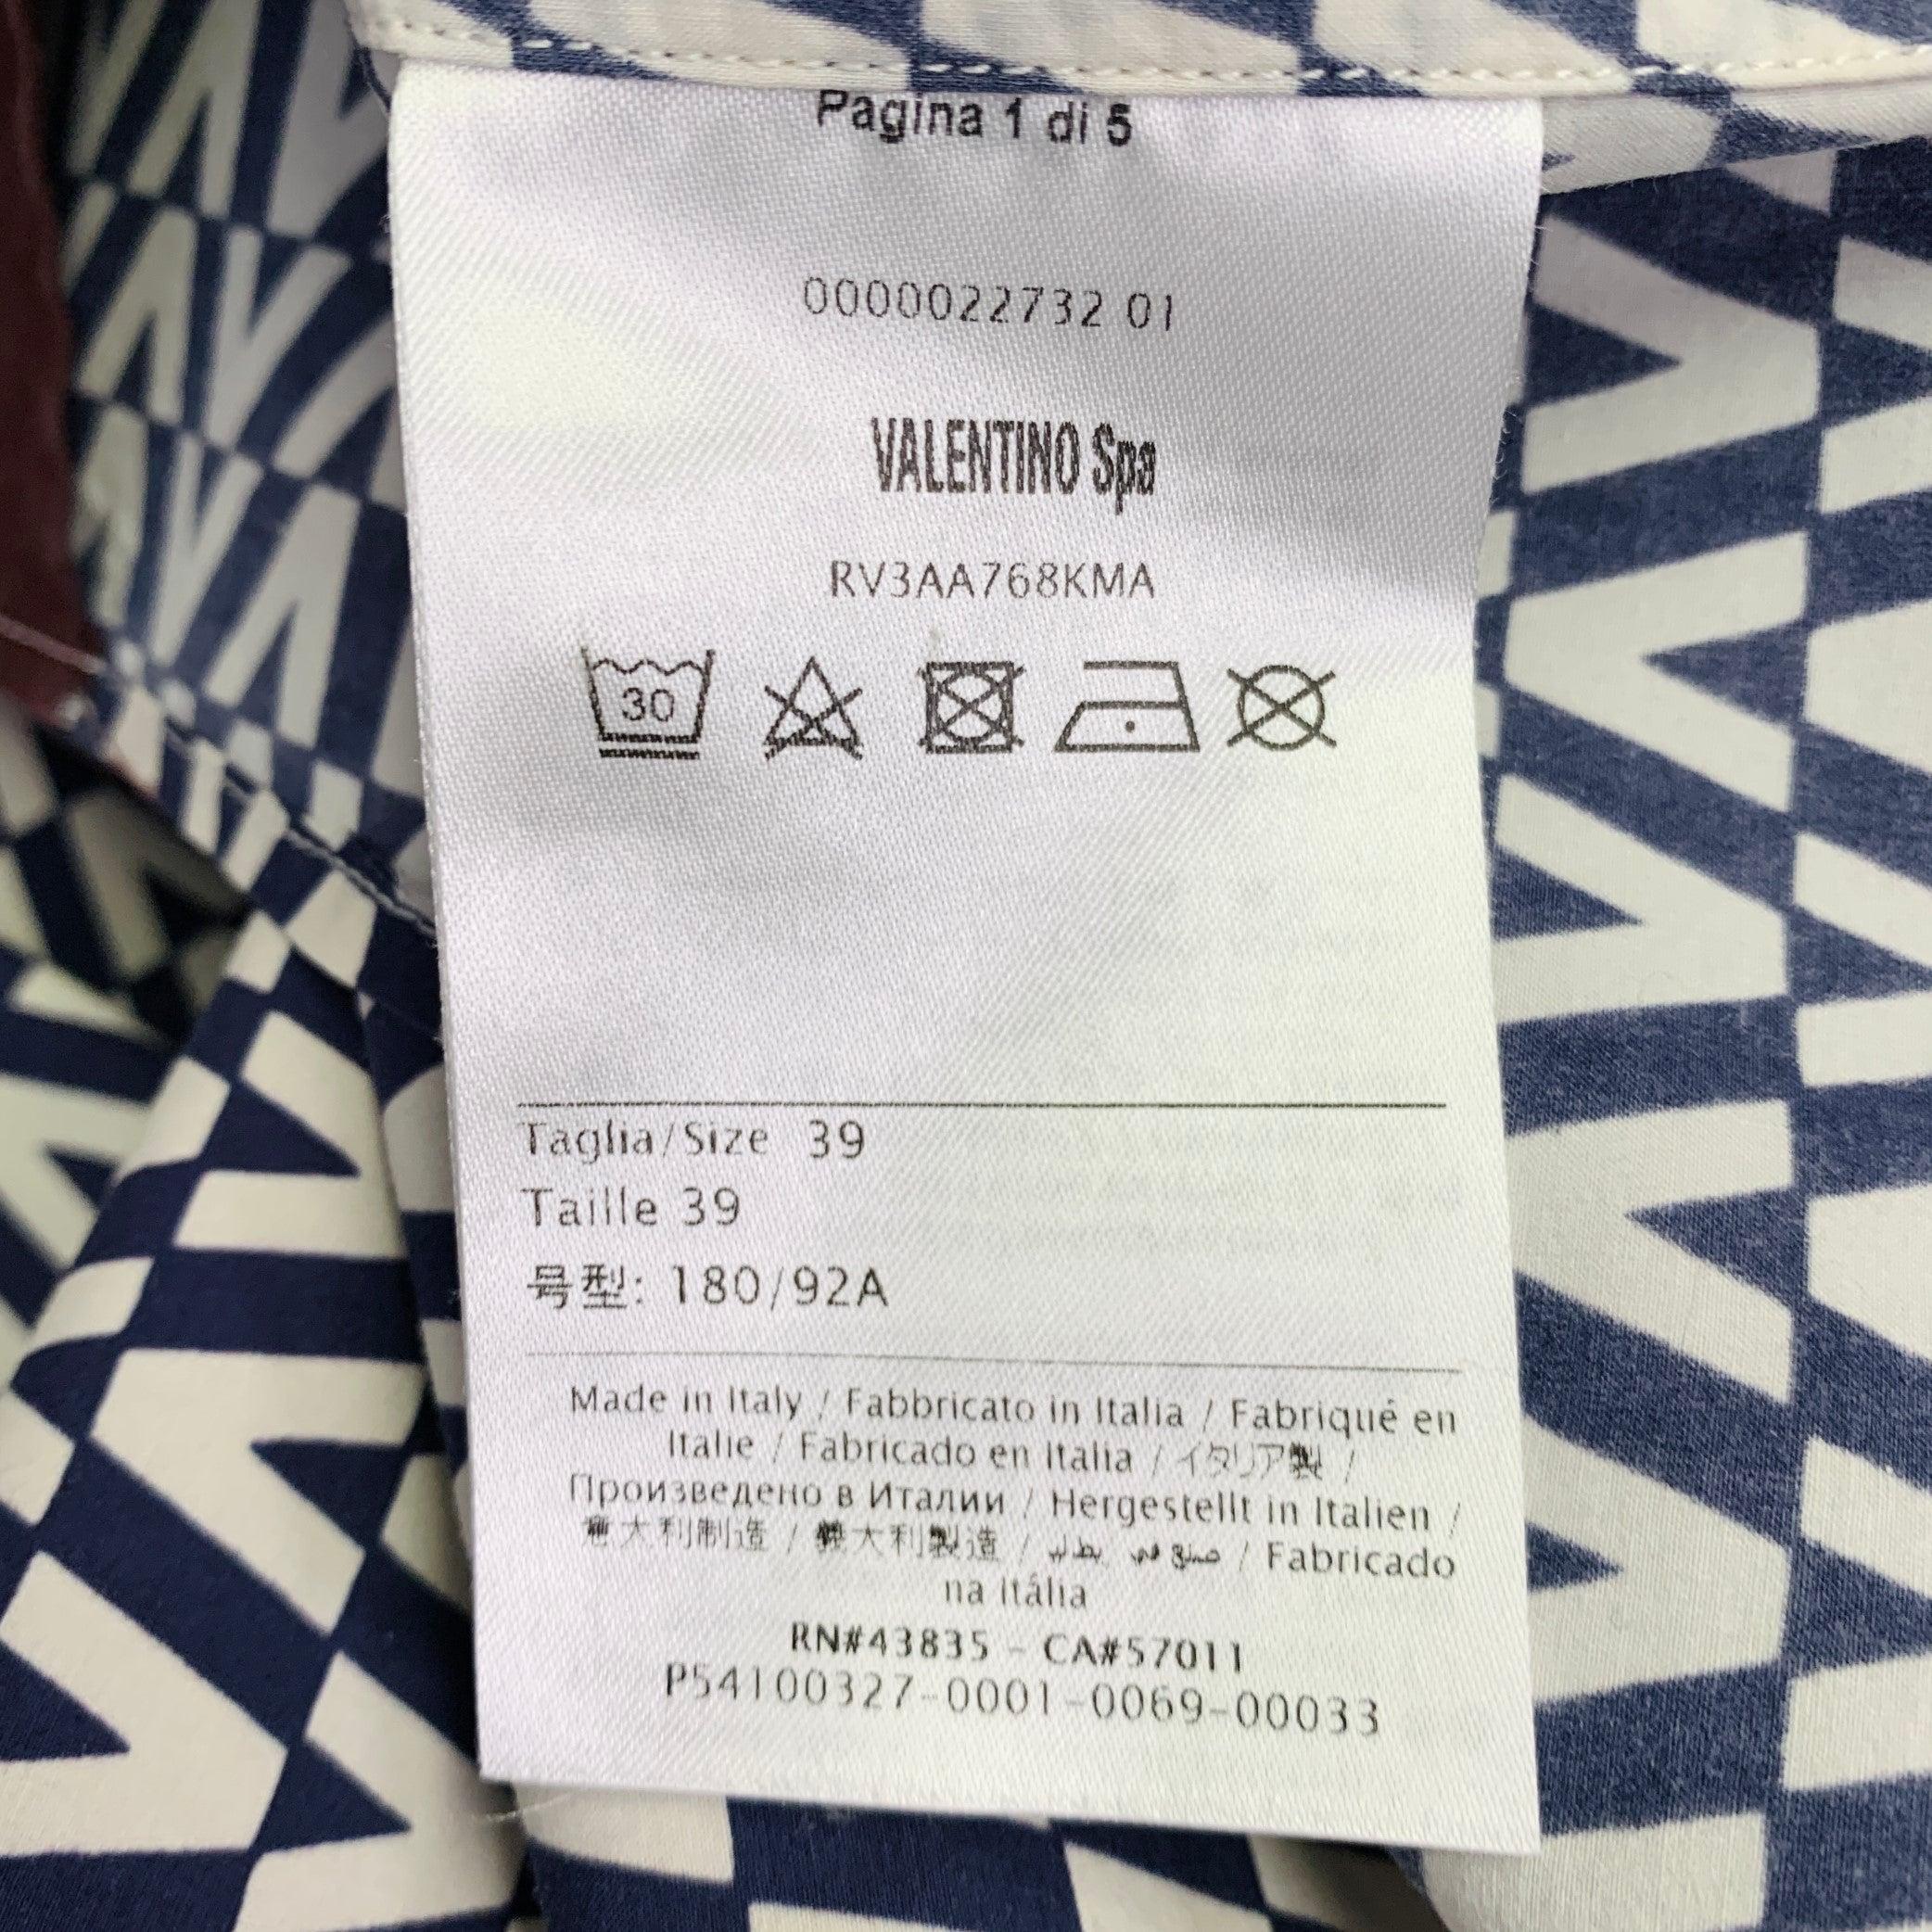 Pagina 1 di 5
0000022732 01
VALENTINO Spa
RV3AA768KMA
30
Taglia/Size 39
Taille 39
号型: 180/92A
Made in Italy / Fabbricato in Italia / Fabriqué en
Italie / Fabricado en Italia / イタリア製 /
Произведено в Италии / Hergestellt in Italien /
意大利制造 / 義大利製造 / صنع في / Fabricado
na Itália
RN#43835 - CA#57011
P54100327-0001-0069-00033